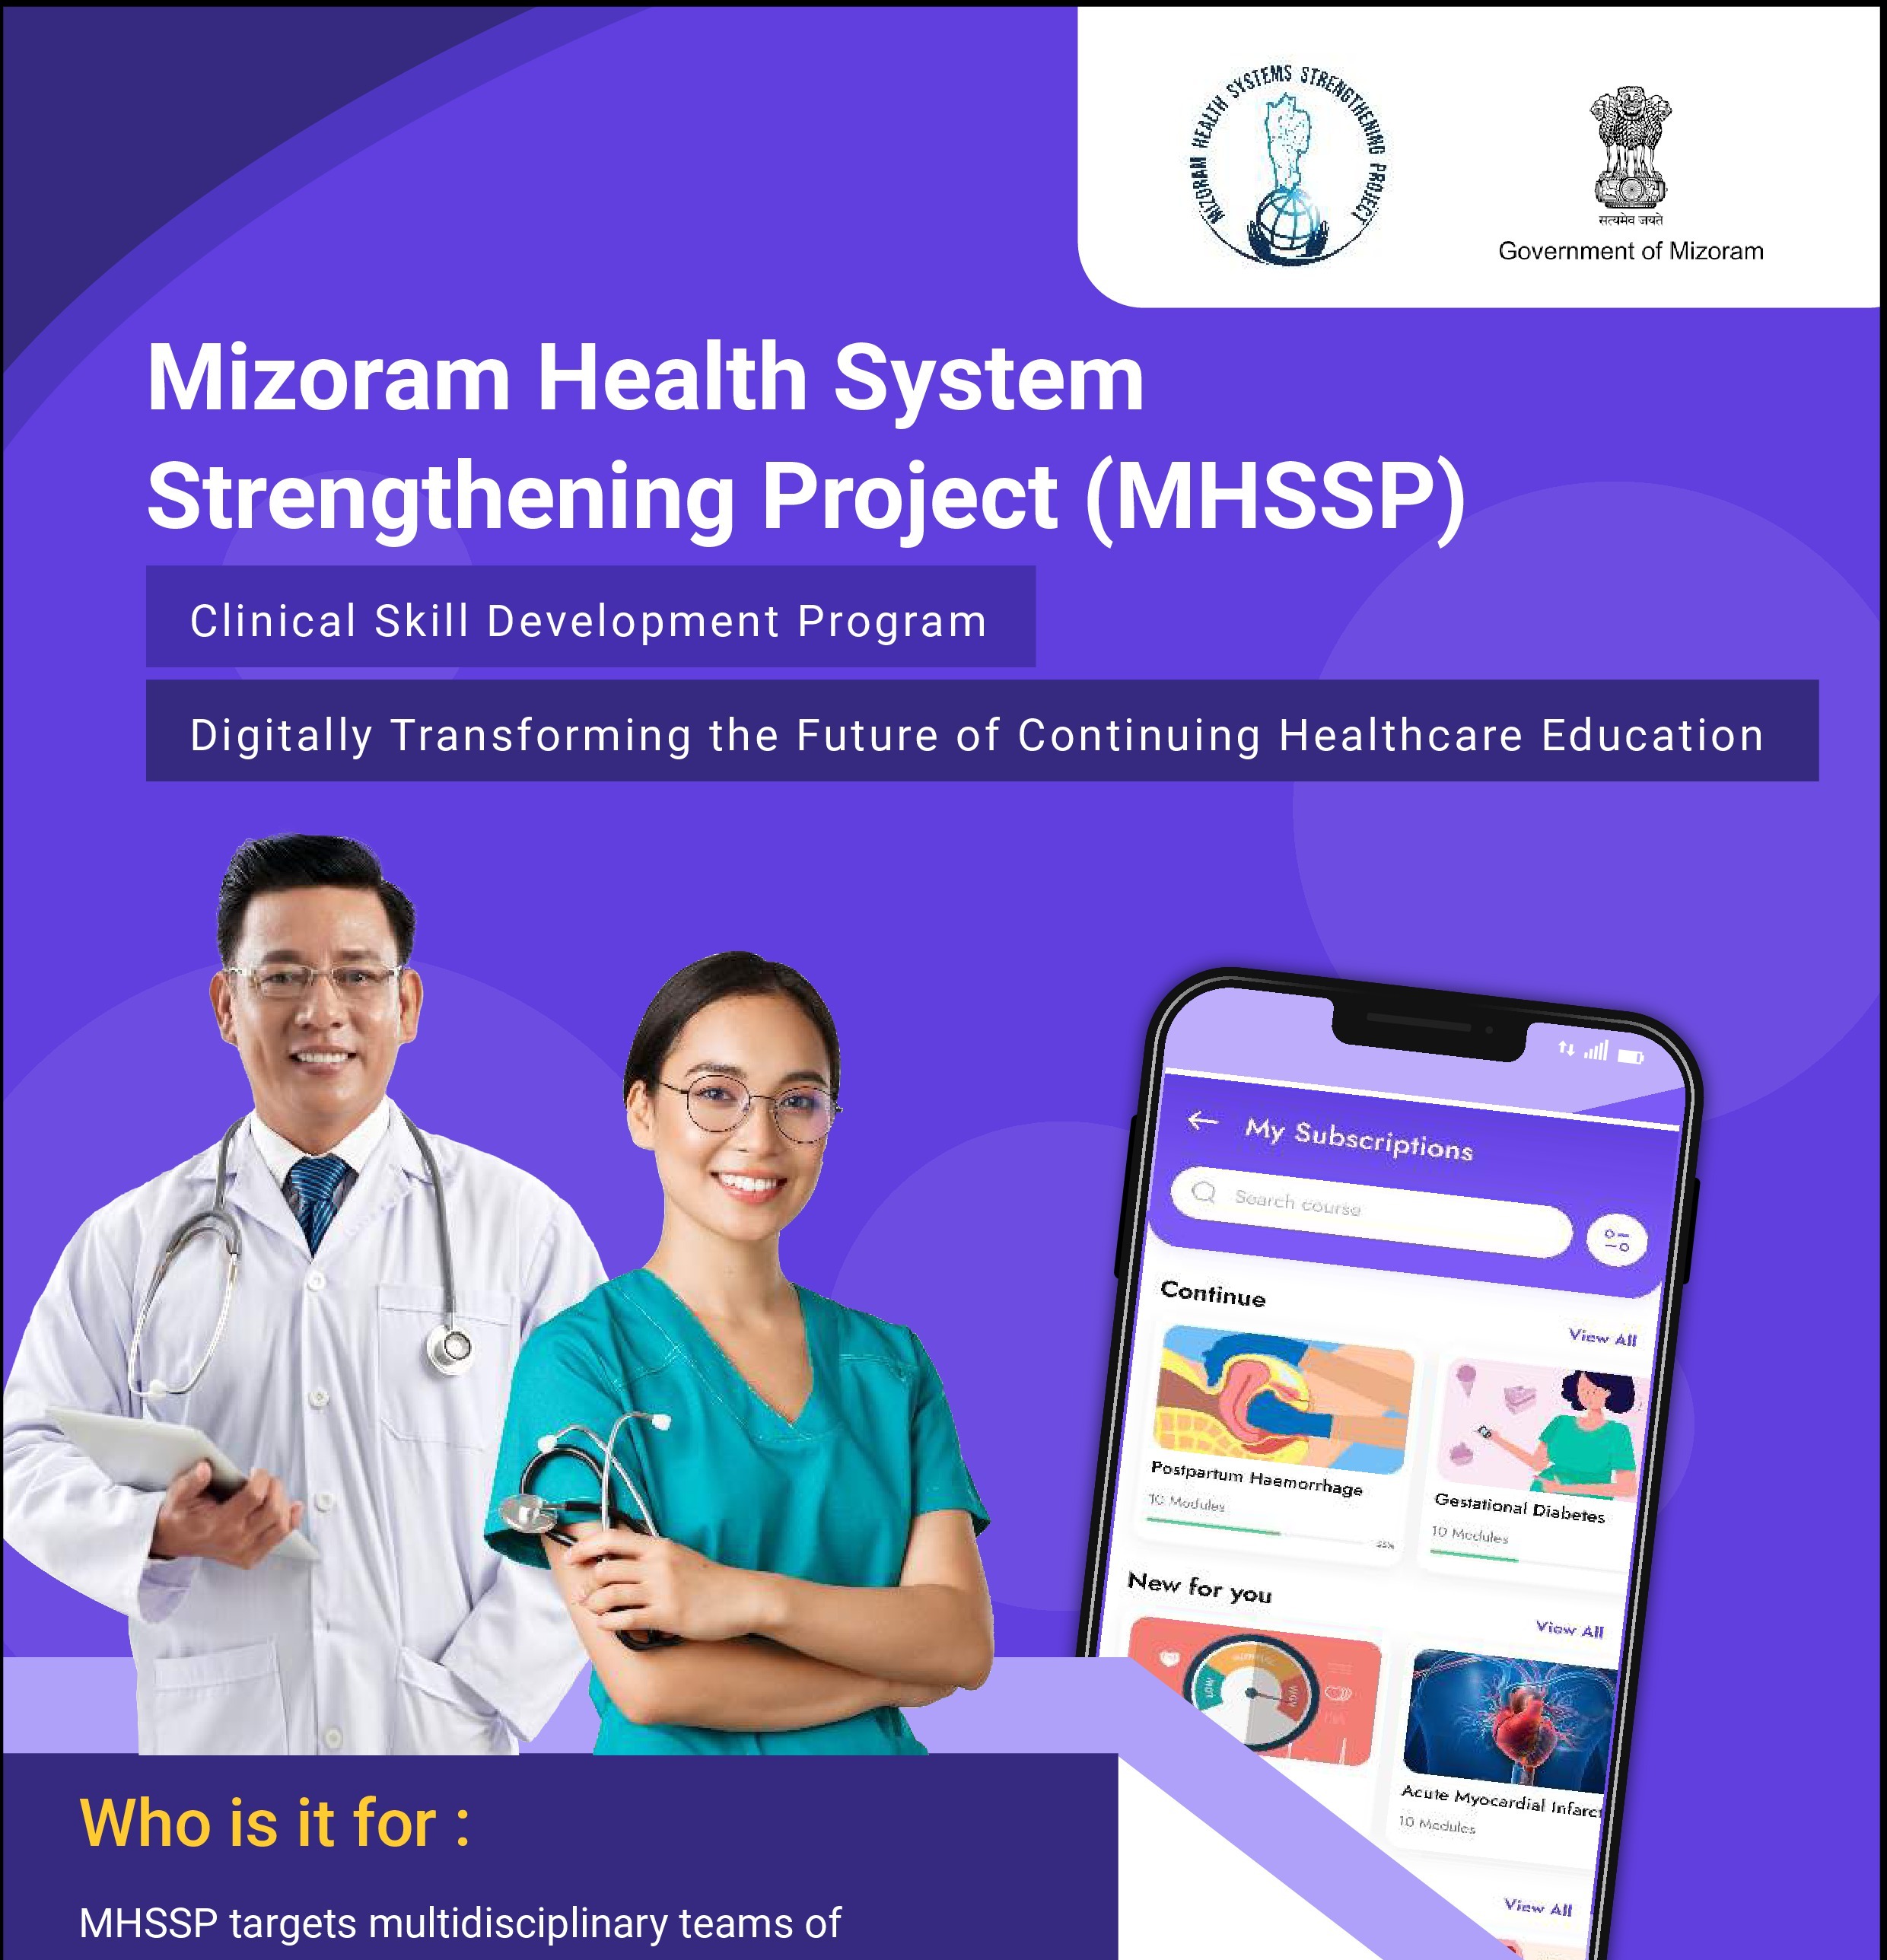 MIZORAM HEALTH SYSTEMS STRENGTHENING PROJECT
सत्यमेव जयते
Government of Mizoram
Mizoram Health System
Strengthening Project (MHSSP)
Clinical Skill Development Program
Digitally Transforming the Future of Continuing Healthcare Education
My Subscriptions
Search course
Continue
View All
Postpartum Haemorrhage
10 Modules
Gestational Diabetes
10 Modules
New for you
View All
LOW
NORMAL
HIGH
Acute Myocardial Infarct
10 Modules
View All
Who is it for :
MHSSP targets multidisciplinary teams of